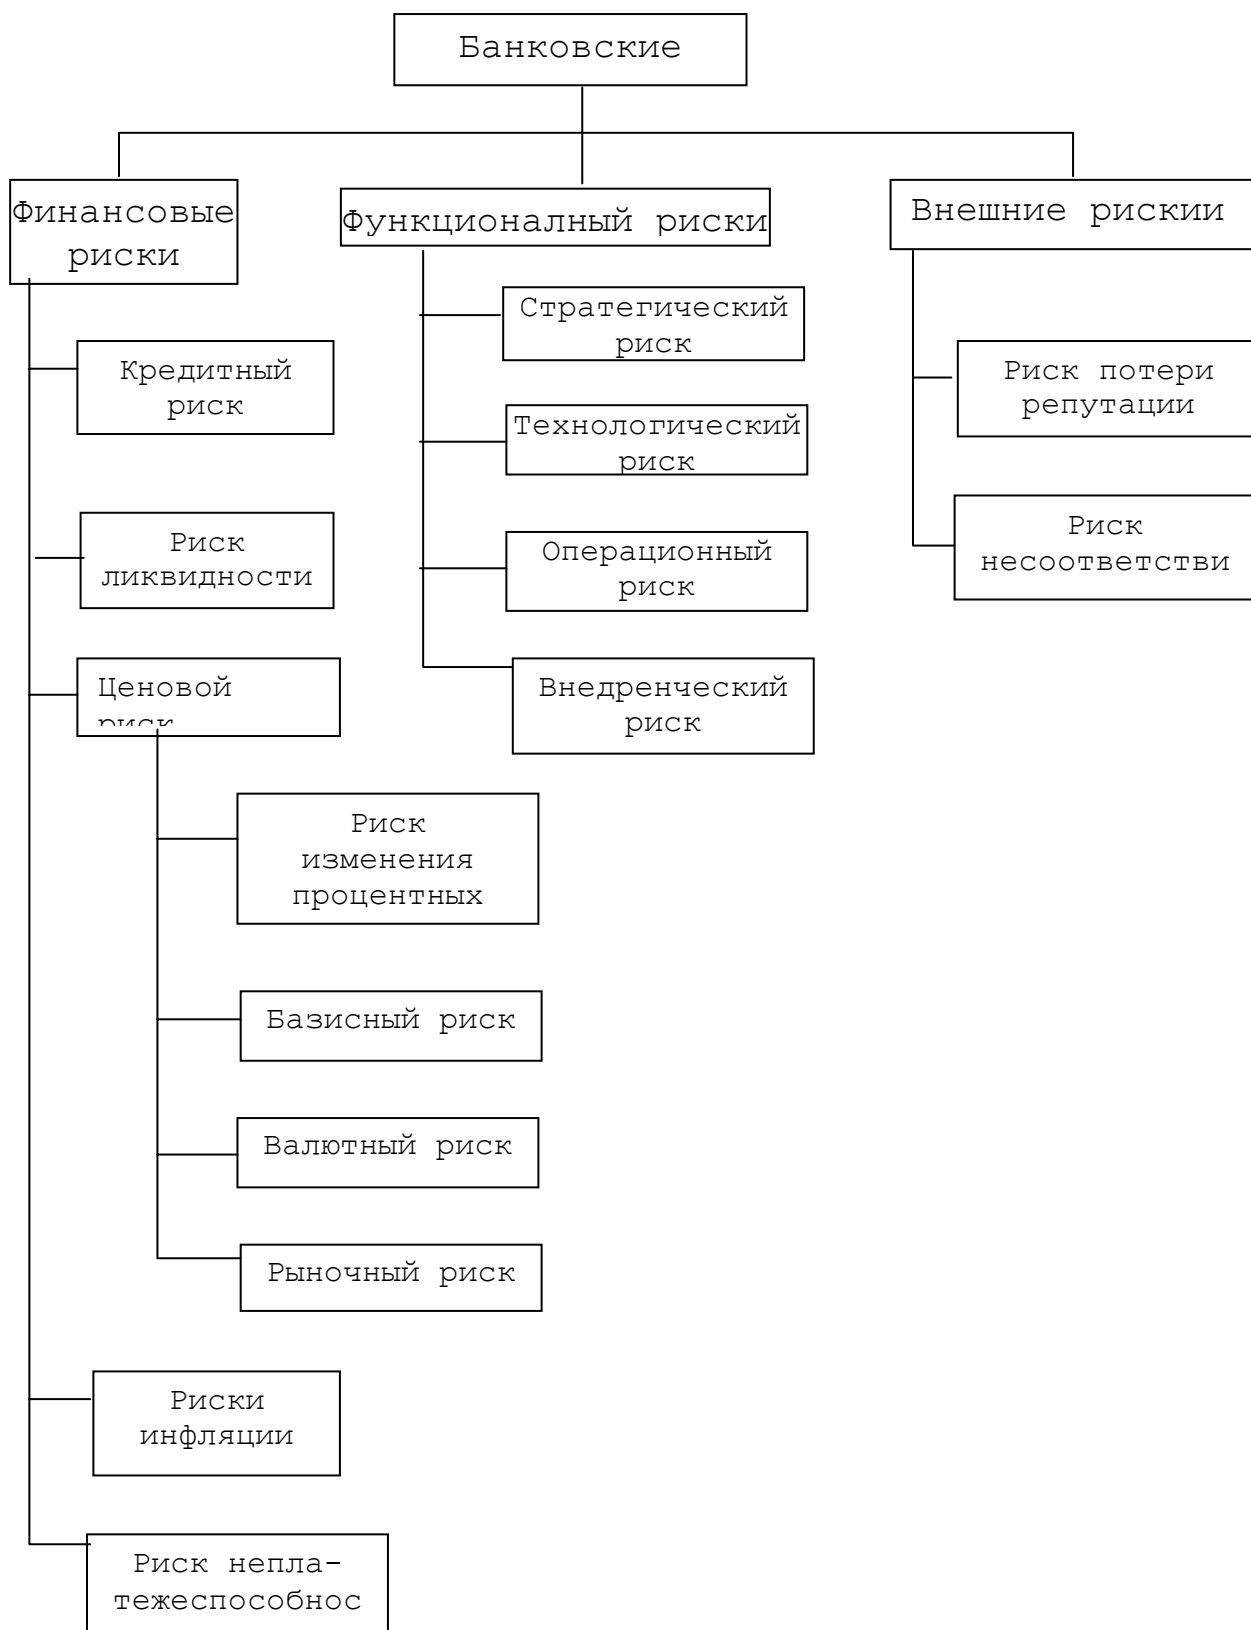 Банковские
Финансовые
риски
Функционалный риски
Внешние рискии
Стратегический
риск
Кредитный
риск
Риск потери
репутации
Технологический
риск
Риск
ликвидности
Операционный
риск
Риск
несоответстви
Ценовой
риск
Внедренческий
риск
Риск
изменения
процентных
Базисный риск
Валютный риск
Рыночный риск
Риски
инфляции
Риск непла-
тежеспособнос